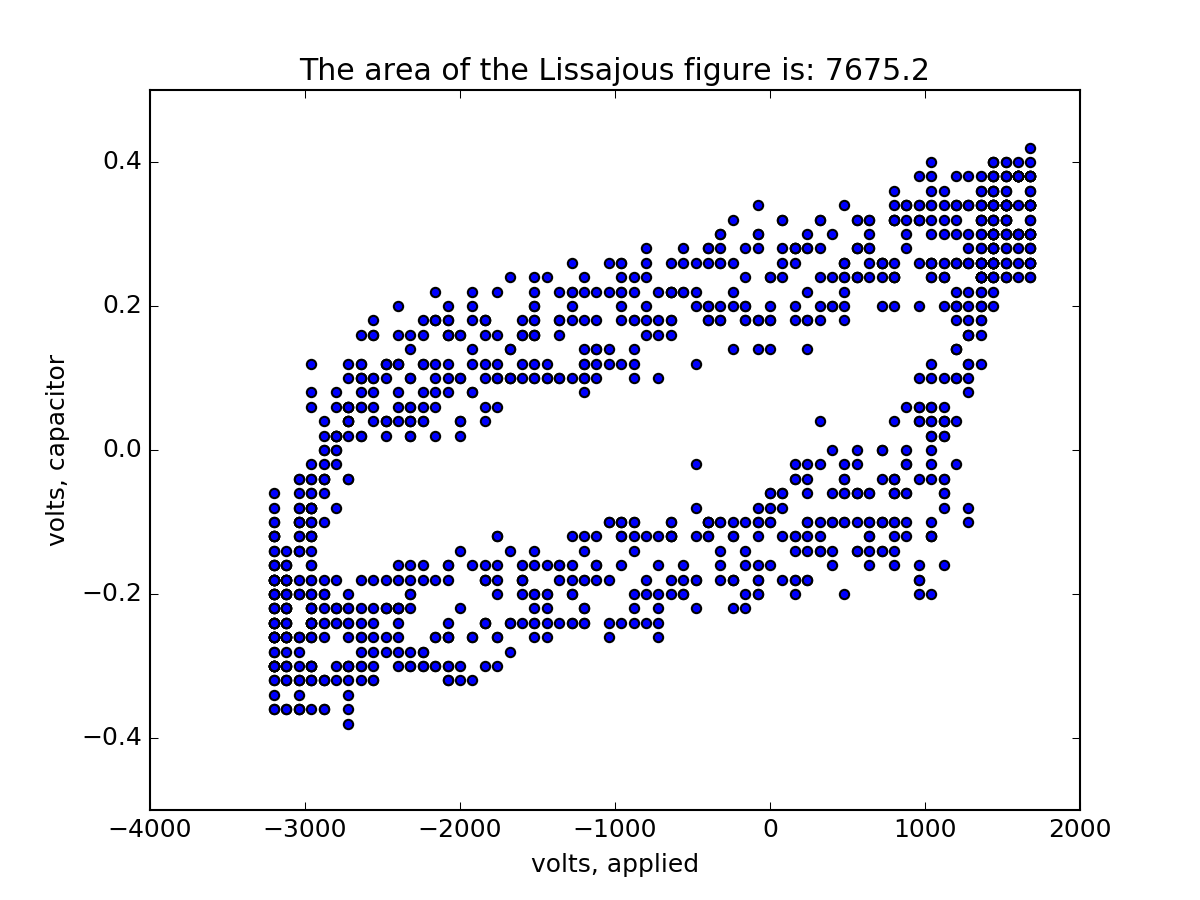 The area of the Lissajous figure is: 7675.2
0.4
0.2
0.0
−0.2
−0.4
volts, capacitor
−4000 −3000 −2000 −1000 0 1000 2000
volts, applied